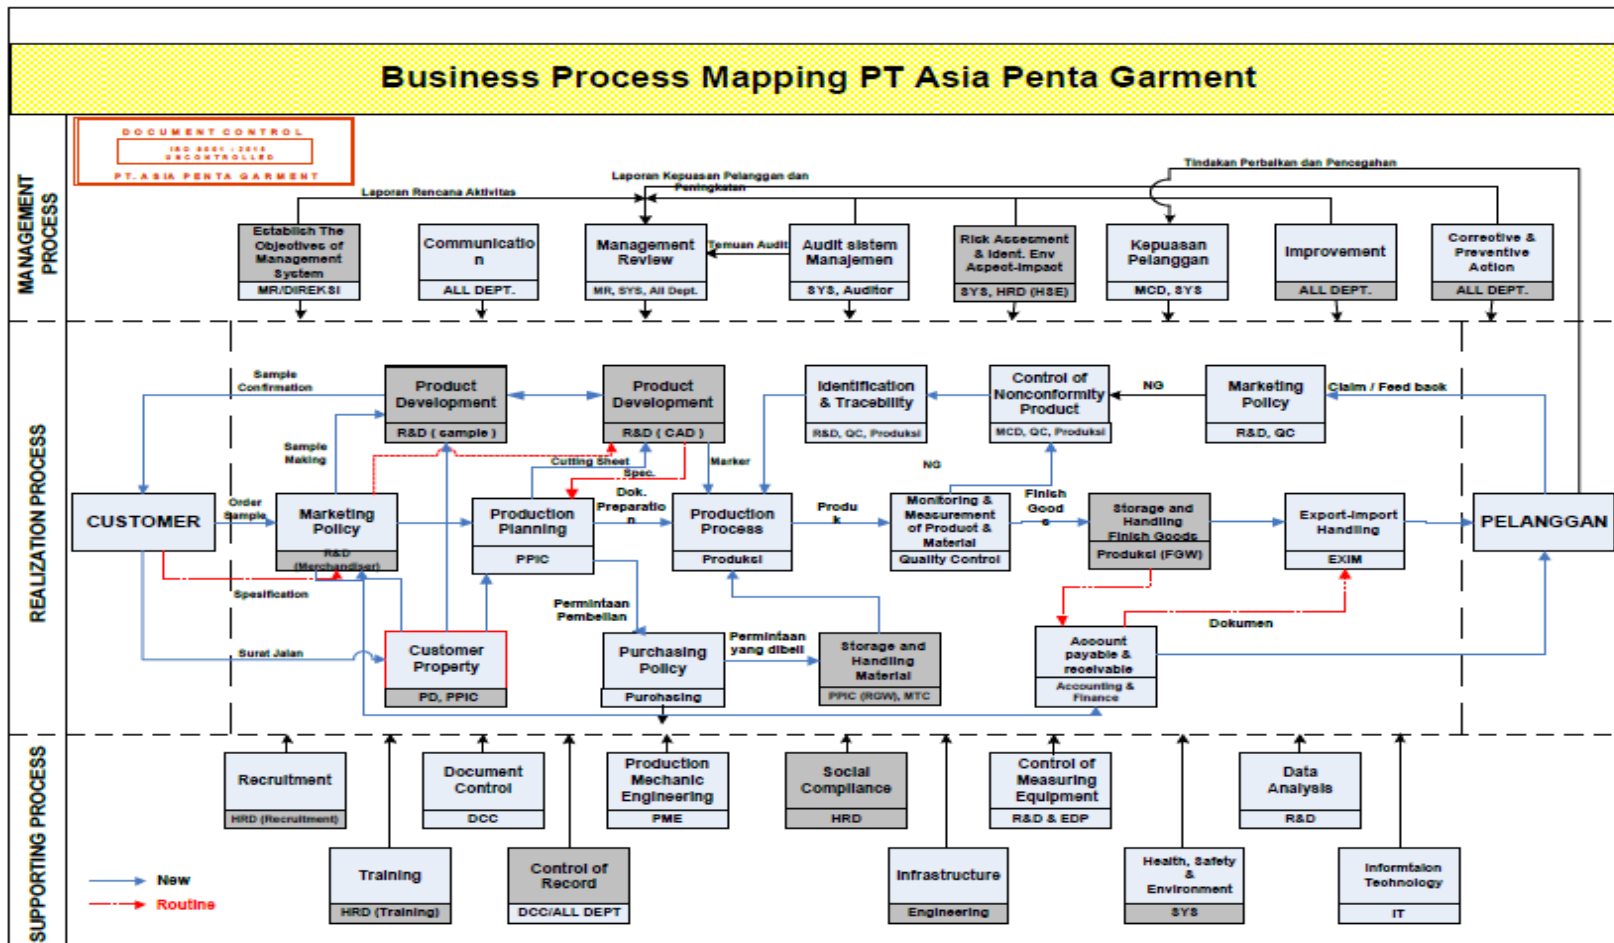 Business Process Mapping PT Asia Penta Garment
DOCUMENT CONTROL
ISO 9001 : 2015
UNCONTROLLED
PT. ASIA PENTA GARMENT
MANAGEMENT
PROCESS
Laporan Rencana Aktivitas
Laporan Kepuasan Pelanggan dan
Peningkatan
Tindakan Perbaikan dan Pencegahan
Establish The
Objectives of
Management
System
MR/DIREKSI
Communicatio
n
ALL DEPT.
Management
Review
MR, SYS, All Dept.
Temuan Audit
Audit sistem
Manajemen
SYS, Auditor
Risk Assesment
& Ident. Env
Aspect-Impact
SYS, HRD (HSE)
Kepuasan
Pelanggan
MCD, SYS
Improvement
ALL DEPT.
Corrective &
Preventive
Action
ALL DEPT.
REALIZATION PROCESS
Sample
Confirmation
Product
Development
R&D ( sample )
Product
Development
R&D ( CAD )
Identification
& Tracebility
R&D, QC, Produksi
Control of
Nonconformity
Product
MCD, QC, Produksi
NG
Marketing
Policy
R&D, QC
Claim / Feed back
Sample
Making
Cutting Sheet
Spec.
Marker
NG
CUSTOMER
Order
Sample
Marketing
Policy
R&D
(Merchandiser)
Production
Planning
PPIC
Dok.
Preparatio
n
Production
Process
Produksi
Produ
k
Monitoring &
Measurement
of Product &
Material
Quality Control
Finish
Good
s
Storage and
Handling
Finish Goods
Produksi (FGW)
Export-Import
Handling
EXIM
PELANGGAN
Spesification
Surat Jalan
Customer
Property
PD, PPIC
Permintaan
Pembelian
Purchasing
Policy
Purchasing
Permintaan
yang dibeli
Storage and
Handling
Material
PPIC (RGW), MTC
Account
payable &
receivable
Accounting &
Finance
Dokumen
SUPPORTING PROCESS
Recruitment
HRD (Recruitment)
Document
Control
DCC
Production
Mechanic
Engineering
PME
Social
Compliance
HRD
Control of
Measuring
Equipment
R&D & EDP
Data
Analysis
R&D
New
Routine
Training
HRD (Training)
Control of
Record
DCC/ALL DEPT
Infrastructure
Engineering
Health, Safety
&
Environment
SYS
Informtaion
Technology
IT